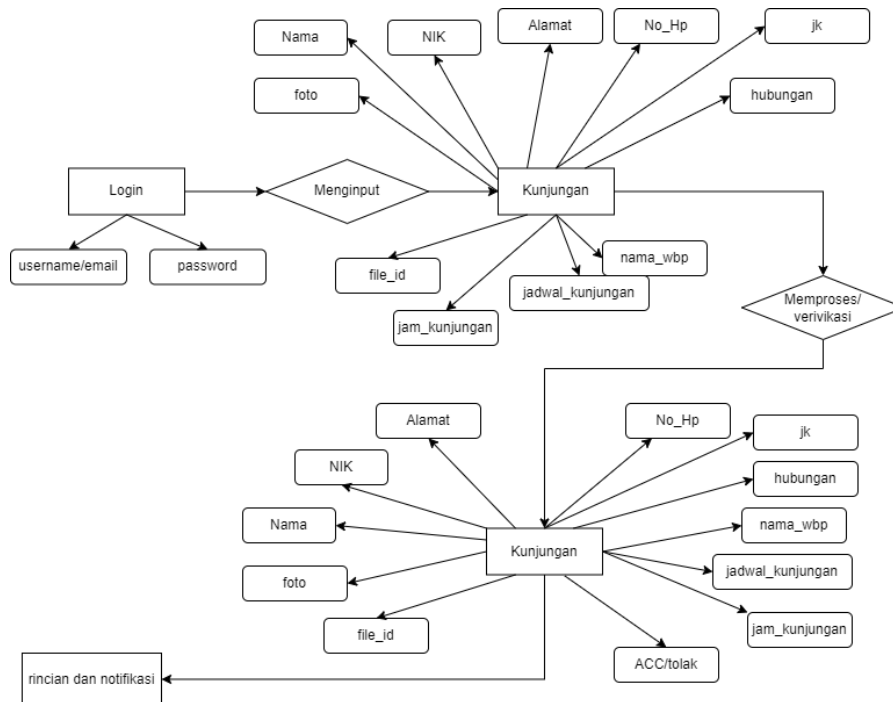 Nama
NIK
Alamat
No_Hp
jk
foto
hubungan
Login
Menginput
Kunjungan
username/email
password
file_id
nama_wbp
jadwal_kunjungan
jam_kunjungan
Memproses/
verivikasi
Alamat
No_Hp
jk
NIK
hubungan
Nama
nama_wbp
Kunjungan
foto
jadwal_kunjungan
file_id
jam_kunjungan
ACC/tolak
rincian dan notifikasi